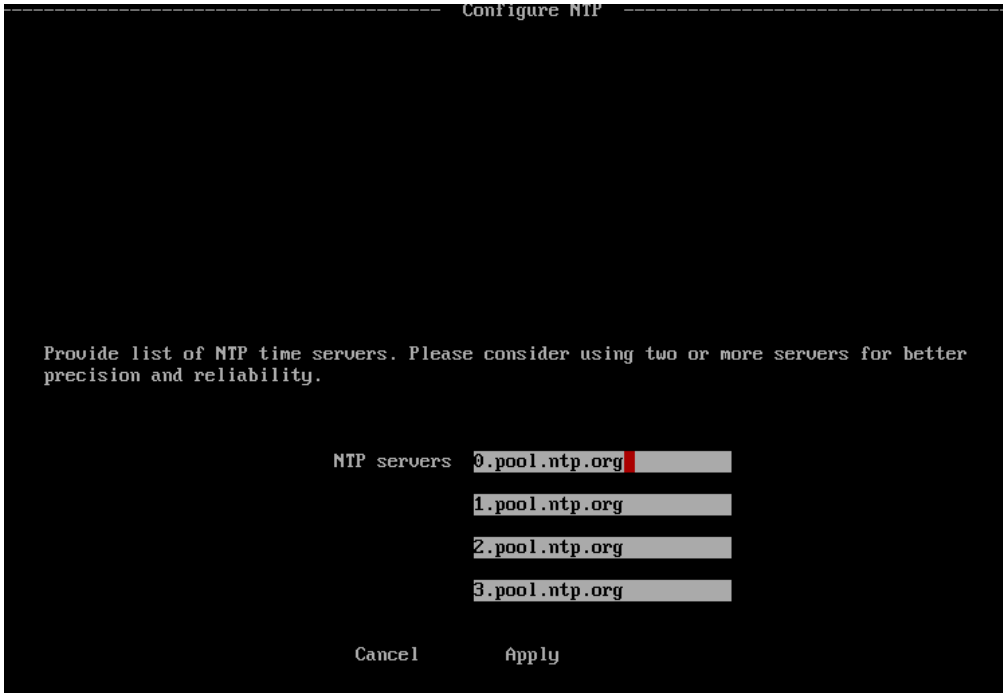 Configure NTP
Provide list of NTP time servers. Please consider using two or more servers for better
precision and reliability.
NTP servers 0.pool.ntp.org
1.pool.ntp.org
2.pool.ntp.org
3.pool.ntp.org
Cancel Apply